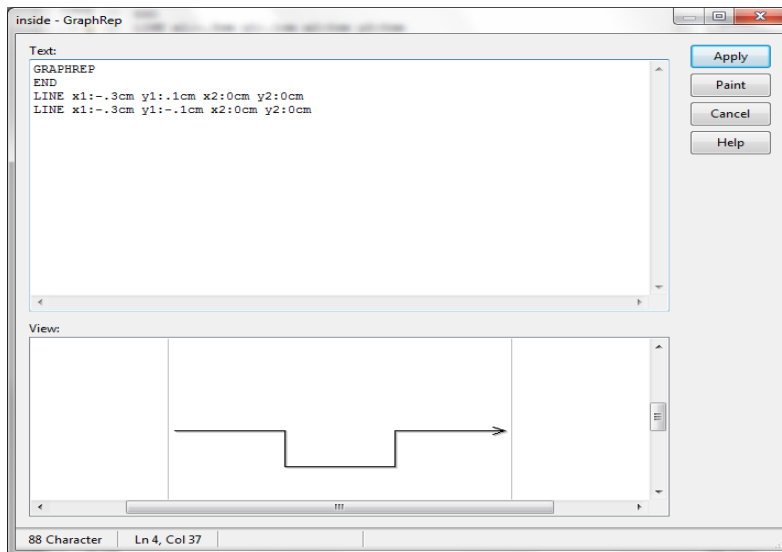 inside - GraphRep
Text:
GRAPHREP
END
LINE x1:-.3cm y1:.1cm x2:0cm y2:0cm
LINE x1:-.3cm y1:-.1cm x2:0cm y2:0cm
Apply
Paint
Cancel
Help
View:
88 Character
Ln 4, Col 37